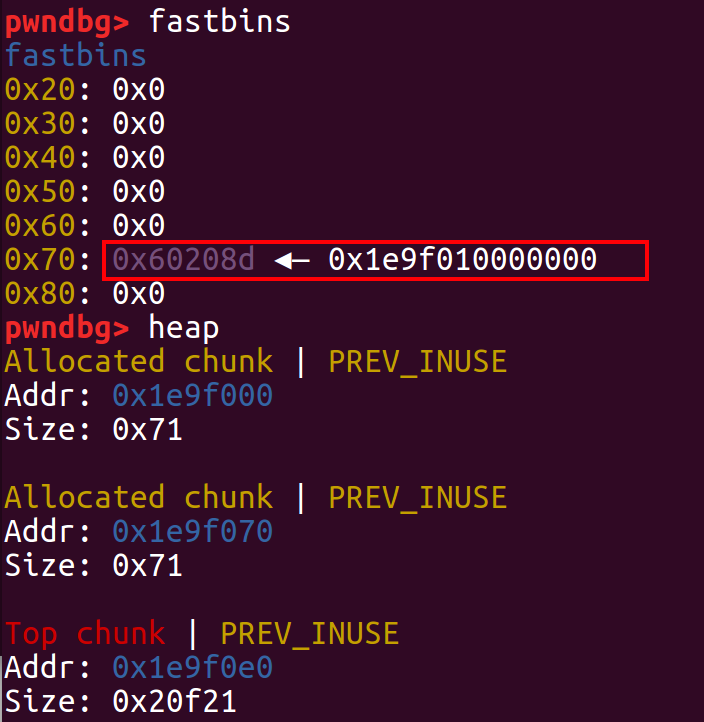 pwndbg> fastbins
fastbins
0x20: 0x0
0x30: 0x0
0x40: 0x0
0x50: 0x0
0x60: 0x0
0x70: 0x60208d ◂— 0x1e9f010000000
0x80: 0x0
pwndbg> heap
Allocated chunk | PREV_INUSE
Addr: 0x1e9f000
Size: 0x71

Allocated chunk | PREV_INUSE
Addr: 0x1e9f070
Size: 0x71

Top chunk | PREV_INUSE
Addr: 0x1e9f0e0
Size: 0x20f21